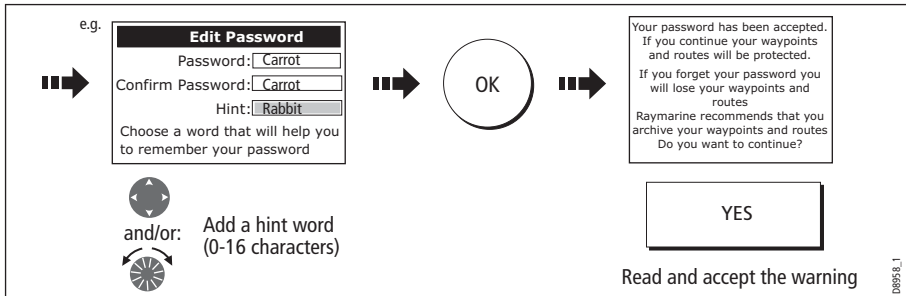 e.g.
Edit Password
Password: Carrot
Confirm Password: Carrot
Hint: Rabbit
Choose a word that will help you
to remember your password
and/or:
Add a hint word
(0-16 characters)
OK
Your password has been accepted.
If you continue your waypoints
and routes will be protected.
If you forget your password you
will lose your waypoints and
routes
Raymarine recommends that you
archive your waypoints and routes
Do you want to continue?
YES
Read and accept the warning
D8958_1